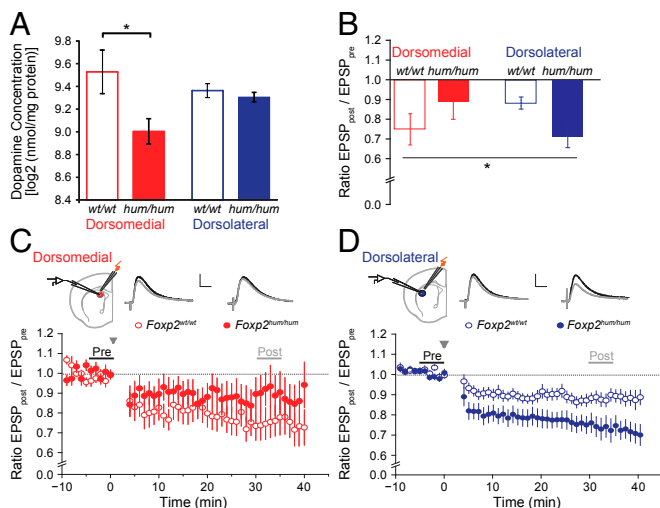 A
Dopamine Concentration
[log2 (nmol/mg protein)]
9.8
9.6
9.4
9.2
9.0
8.8
8.6
8.4
*
wt/wt hum/hum wt/wt hum/hum
Dorsomedial Dorsolateral
B
Ratio EPSPpost / EPSPpre
1.2
1.1
1.0
0.9
0.8
0.7
0.6
0.0
Dorsomedial Dorsolateral
wt/wt hum/hum wt/wt hum/hum
*
C
Dorsomedial
Foxp2wt/wt Foxp2hum/hum
Ratio EPSPpost / EPSPpre
1.2
1.1
1.0
0.9
0.8
0.7
0.6
0.0
Pre
Post
-10 0 10 20 30 40
Time (min)
D
Dorsolateral
Foxp2wt/wt Foxp2hum/hum
Ratio EPSPpost / EPSPpre
1.2
1.1
1.0
0.9
0.8
0.7
0.6
0.0
Pre
Post
-10 0 10 20 30 40
Time (min)